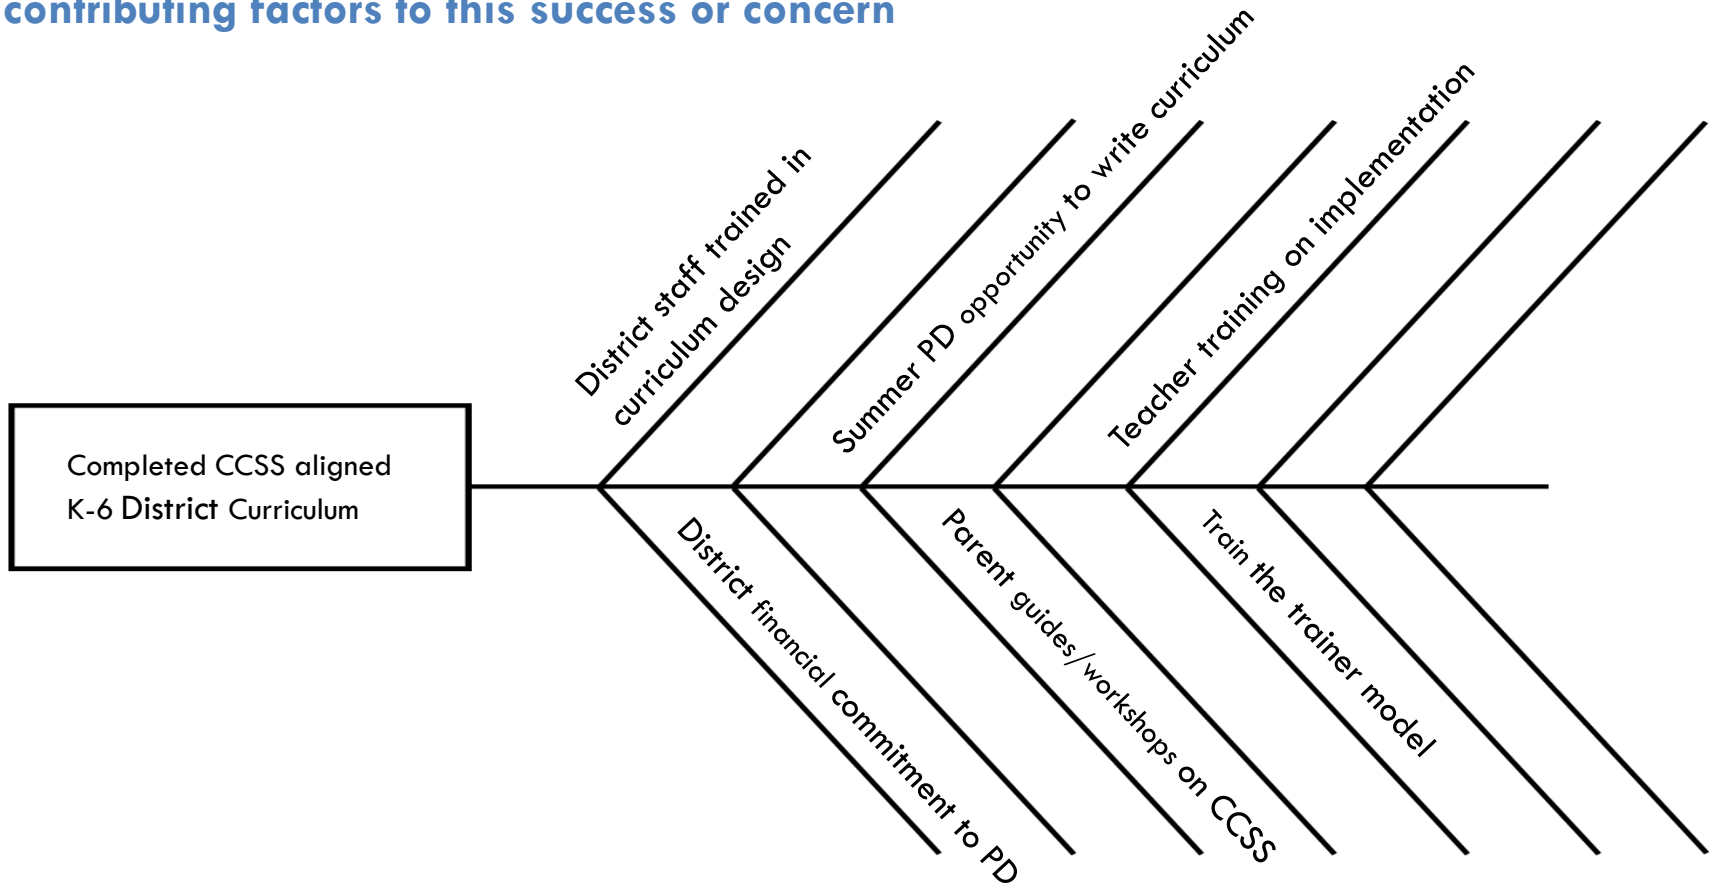 contributing factors to this success or concern
District staff trained in
curriculum design
Summer PD opportunity to write curriculum
Teacher training on implementation
Completed CCSS aligned
K-6 District Curriculum
District financial commitment to PD
Parent guides/workshops on CCSS
Train the trainer model